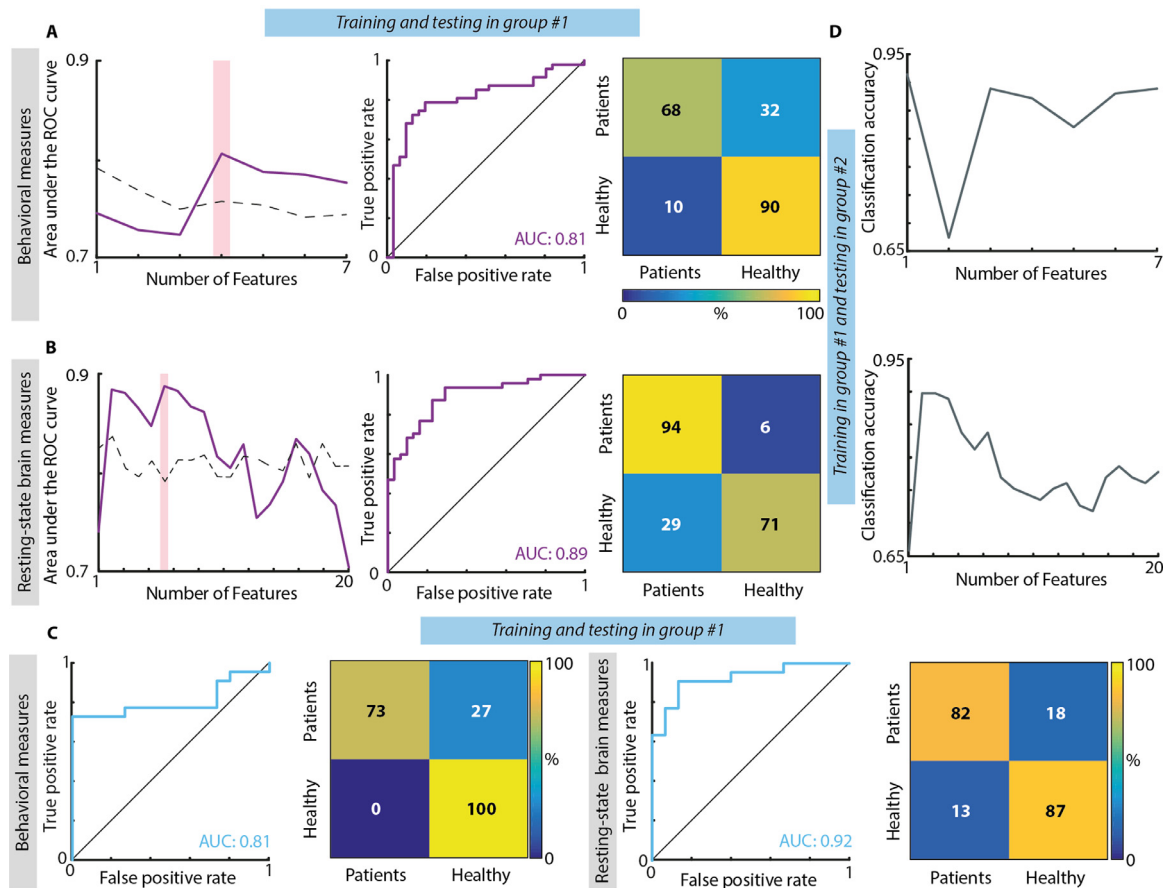 Training and testing in group #1
A
Behavioral measures
Area under the ROC curve
0.9
0.7
1
7
Number of Features
True positive rate
1
0
0
1
False positive rate
AUC: 0.81
Patients
Healthy
68
32
10
90
Patients
Healthy
0
%
100
D
Training in group #1 and testing in group #2
Classification accuracy
0.95
0.65
1
7
Number of Features
B
Resting-state brain measures
Area under the ROC curve
0.9
0.7
1
20
Number of Features
True positive rate
1
0
0
1
False positive rate
AUC: 0.89
Patients
Healthy
94
6
29
71
Patients
Healthy
Classification accuracy
0.95
0.65
1
20
Number of Features
C
Training and testing in group #1
Behavioral measures
True positive rate
1
0
0
1
False positive rate
AUC: 0.81
Patients
Healthy
73
27
0
100
Patients
Healthy
100
%
0
Resting-state brain measures
True positive rate
1
0
0
1
False positive rate
AUC: 0.92
Patients
Healthy
82
18
13
87
Patients
Healthy
100
%
0